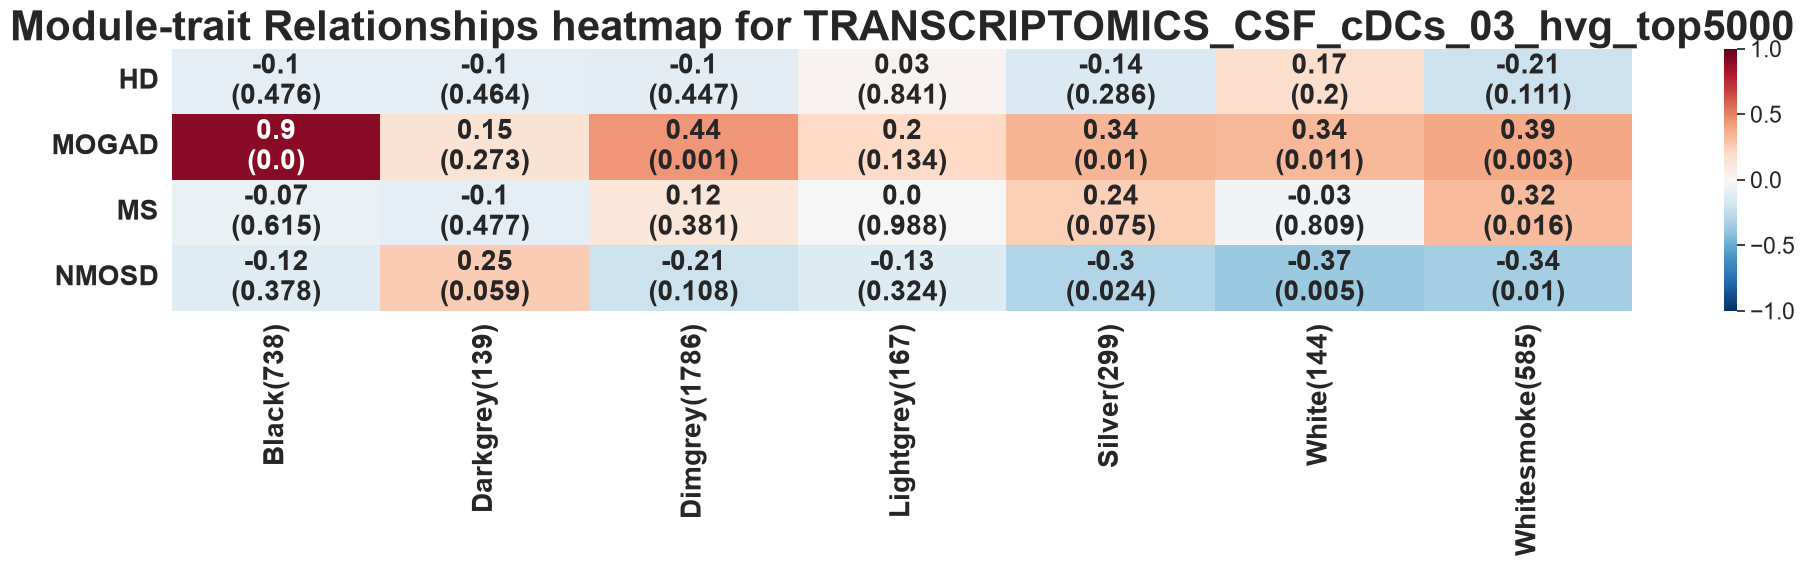 Module-trait Relationships heatmap for TRANSCRIPTOMICS_CSF_cDCs_03_hvg_top5000
HD -0.1 -0.1 -0.1 0.03 -0.14 0.17 -0.21
(0.476) (0.464) (0.447) (0.841) (0.286) (0.2) (0.111)
MOGAD 0.9 0.15 0.44 0.2 0.34 0.34 0.39
(0.0) (0.273) (0.001) (0.134) (0.01) (0.011) (0.003)
MS -0.07 -0.1 0.12 0.0 0.24 -0.03 0.32
(0.615) (0.477) (0.381) (0.988) (0.075) (0.809) (0.016)
NMOSD -0.12 0.25 -0.21 -0.13 -0.3 -0.37 -0.34
(0.378) (0.059) (0.108) (0.324) (0.024) (0.005) (0.01)
Black(738)
Darkgrey(139)
Dimgrey(1786)
Lightgrey(167)
Silver(299)
White(144)
Whitesmoke(585)
1.0
0.5
0.0
−0.5
−1.0